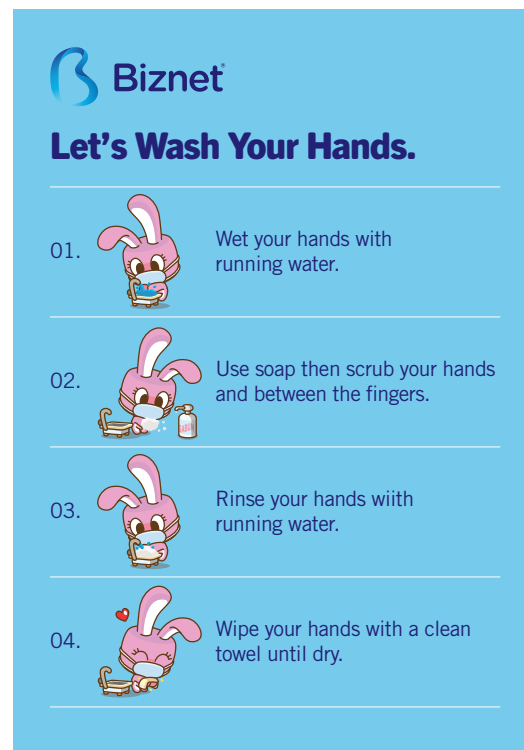 Biznet
Let's Wash Your Hands.
01.
Wet your hands with
running water.
02.
Use soap then scrub your hands
and between the fingers.
03.
Rinse your hands wiith
running water.
04.
Wipe your hands with a clean
towel until dry.